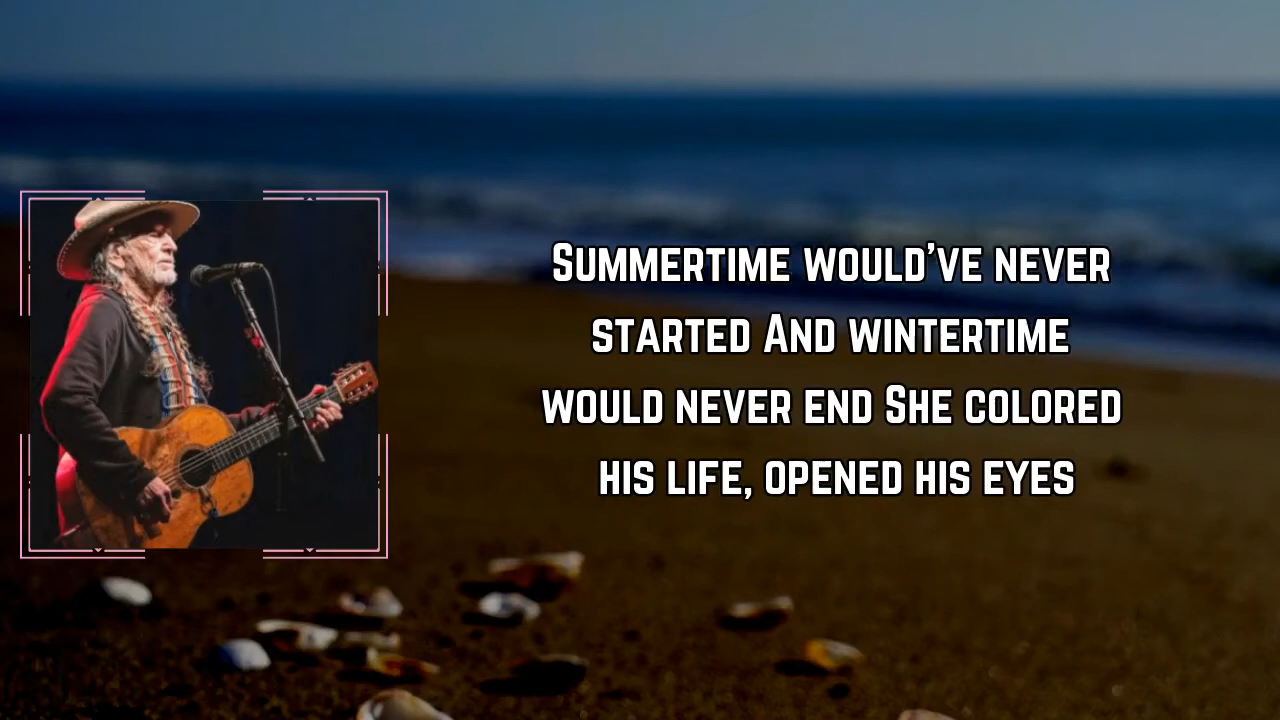 Summertime would've never
started And wintertime
would never end She colored
his life, opened his eyes